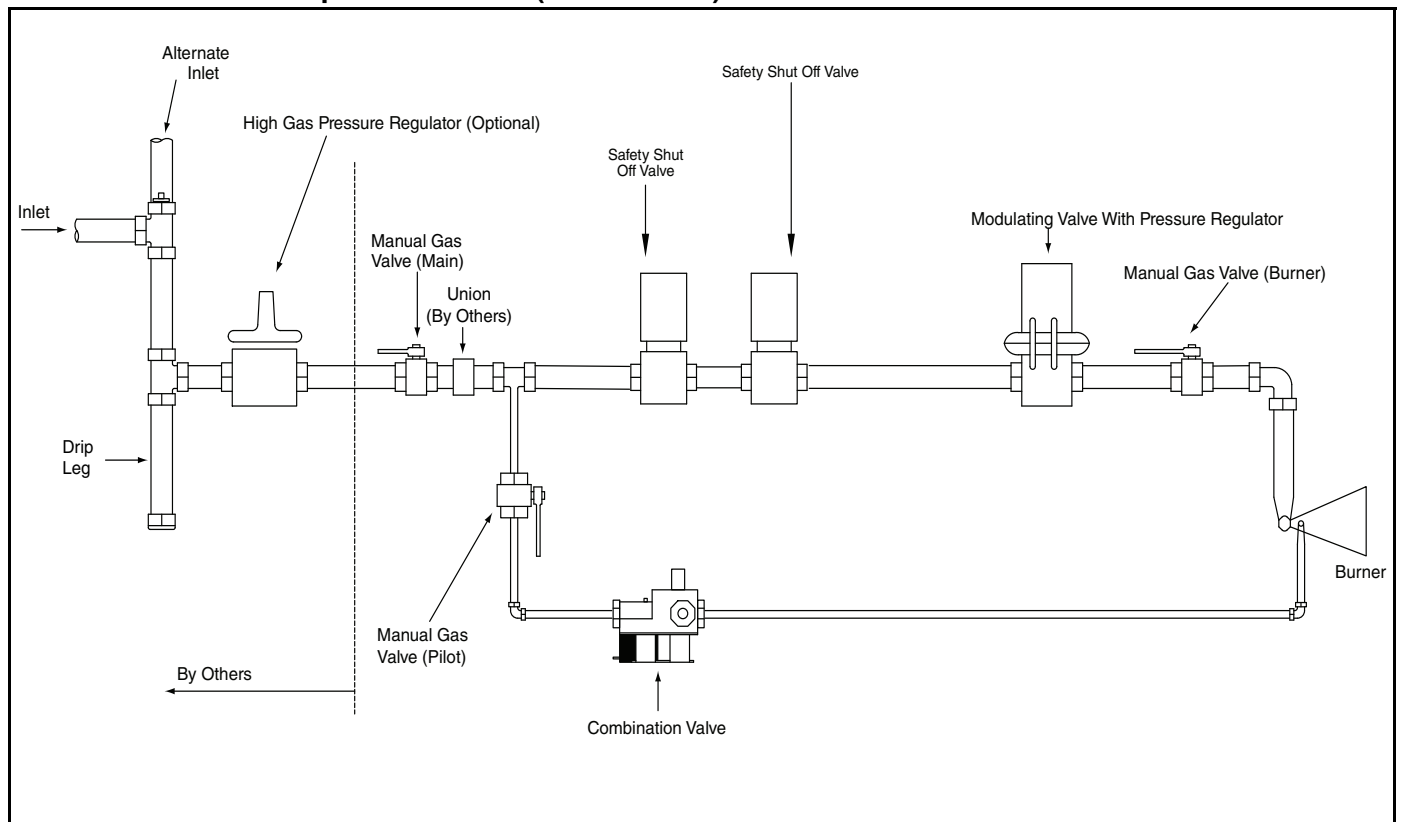 Alternate
Inlet
High Gas Pressure Regulator (Optional)
Safety Shut Off Valve
Safety Shut
Off Valve
Inlet
Manual Gas
Valve (Main)
Union
(By Others)
Modulating Valve With Pressure Regulator
Manual Gas Valve (Burner)
Drip
Leg
Burner
Manual Gas
Valve (Pilot)
By Others
Combination Valve